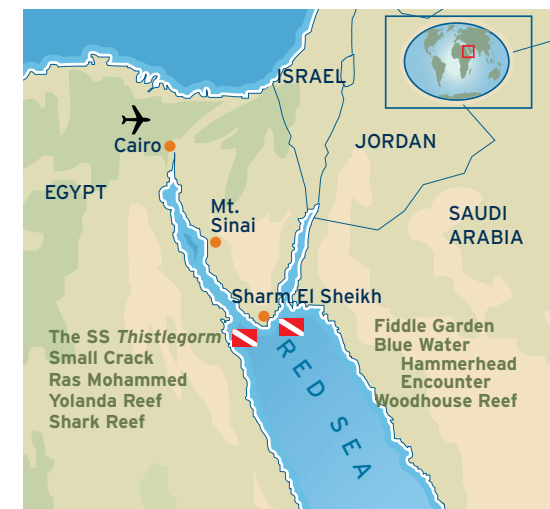 ISRAEL
Cairo
JORDAN
EGYPT
Mt.
Sinai
SAUDI
ARABIA
Sharm El Sheikh
The SS Thistlegorm
Small Crack
Ras Mohammed
Yolanda Reef
Shark Reef
Fiddle Garden
Blue Water
Hammerhead
Encounter
Woodhouse Reef
RED SEA